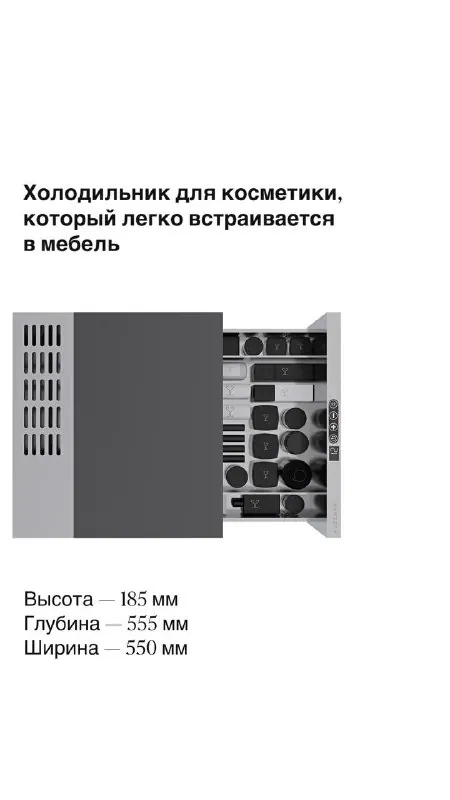 Холодильник для косметики,
который легко встраивается
в мебель
Высота — 185 мм
Глубина — 555 мм
Ширина — 550 мм